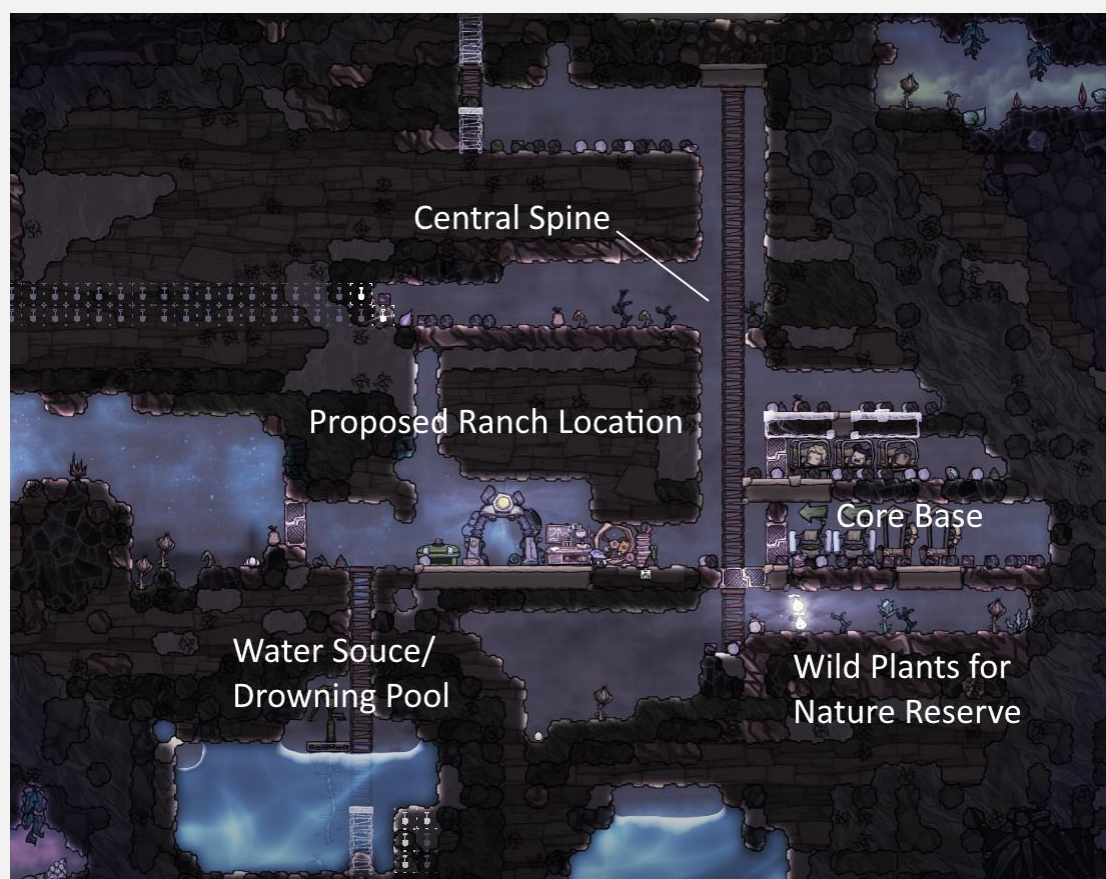 Central Spine
Proposed Ranch Location
Core Base
Water Souce/
Drowning Pool
Wild Plants for
Nature Reserve